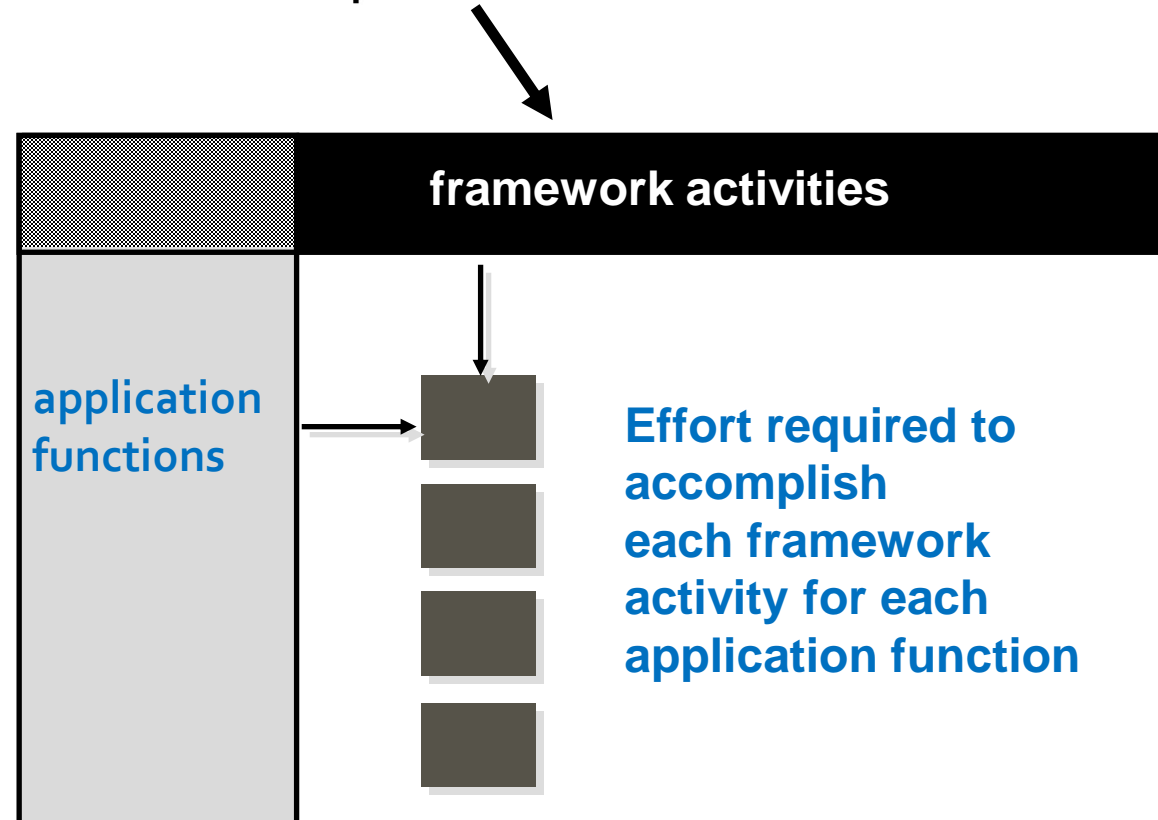 framework activities
application
functions
Effort required to
accomplish
each framework
activity for each
application function